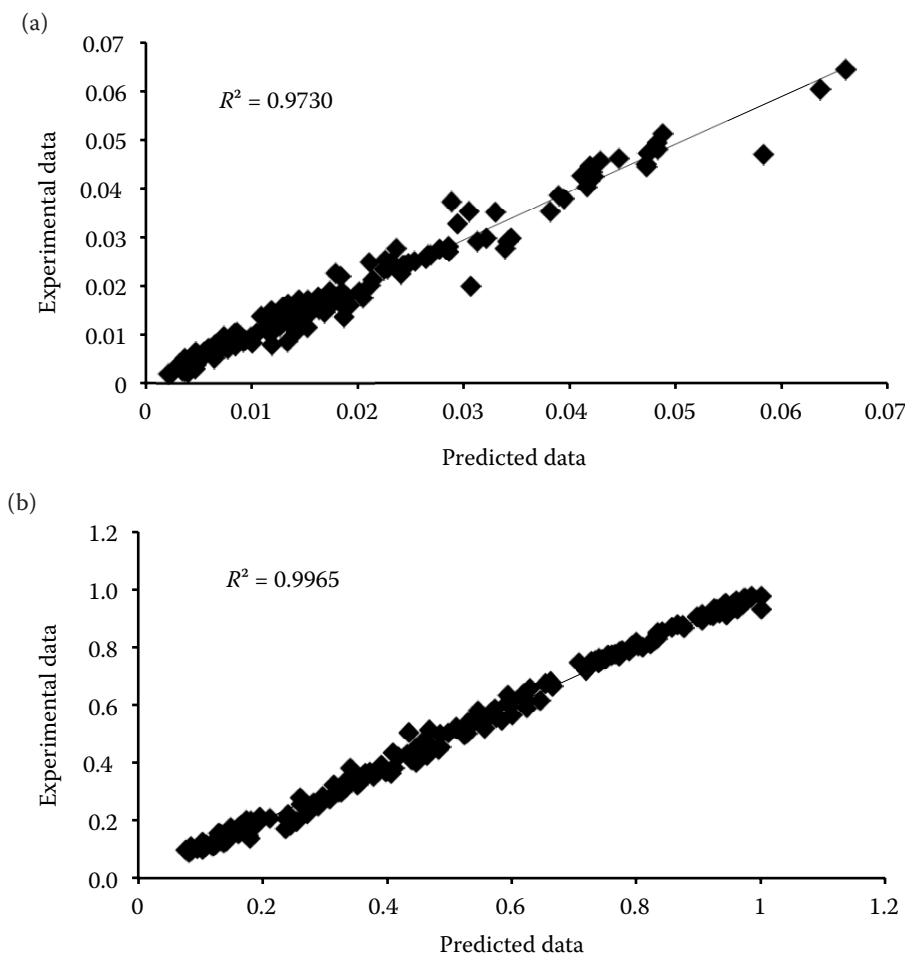 (a)
0.07
0.06
0.05
0.04
0.03
0.02
0.01
0
R² = 0.9730
Experimental data
0 0.01 0.02 0.03 0.04 0.05 0.06 0.07
Predicted data
(b)
1.2
1.0
0.8
0.6
0.4
0.2
0.0
R² = 0.9965
Experimental data
0 0.2 0.4 0.6 0.8 1 1.2
Predicted data